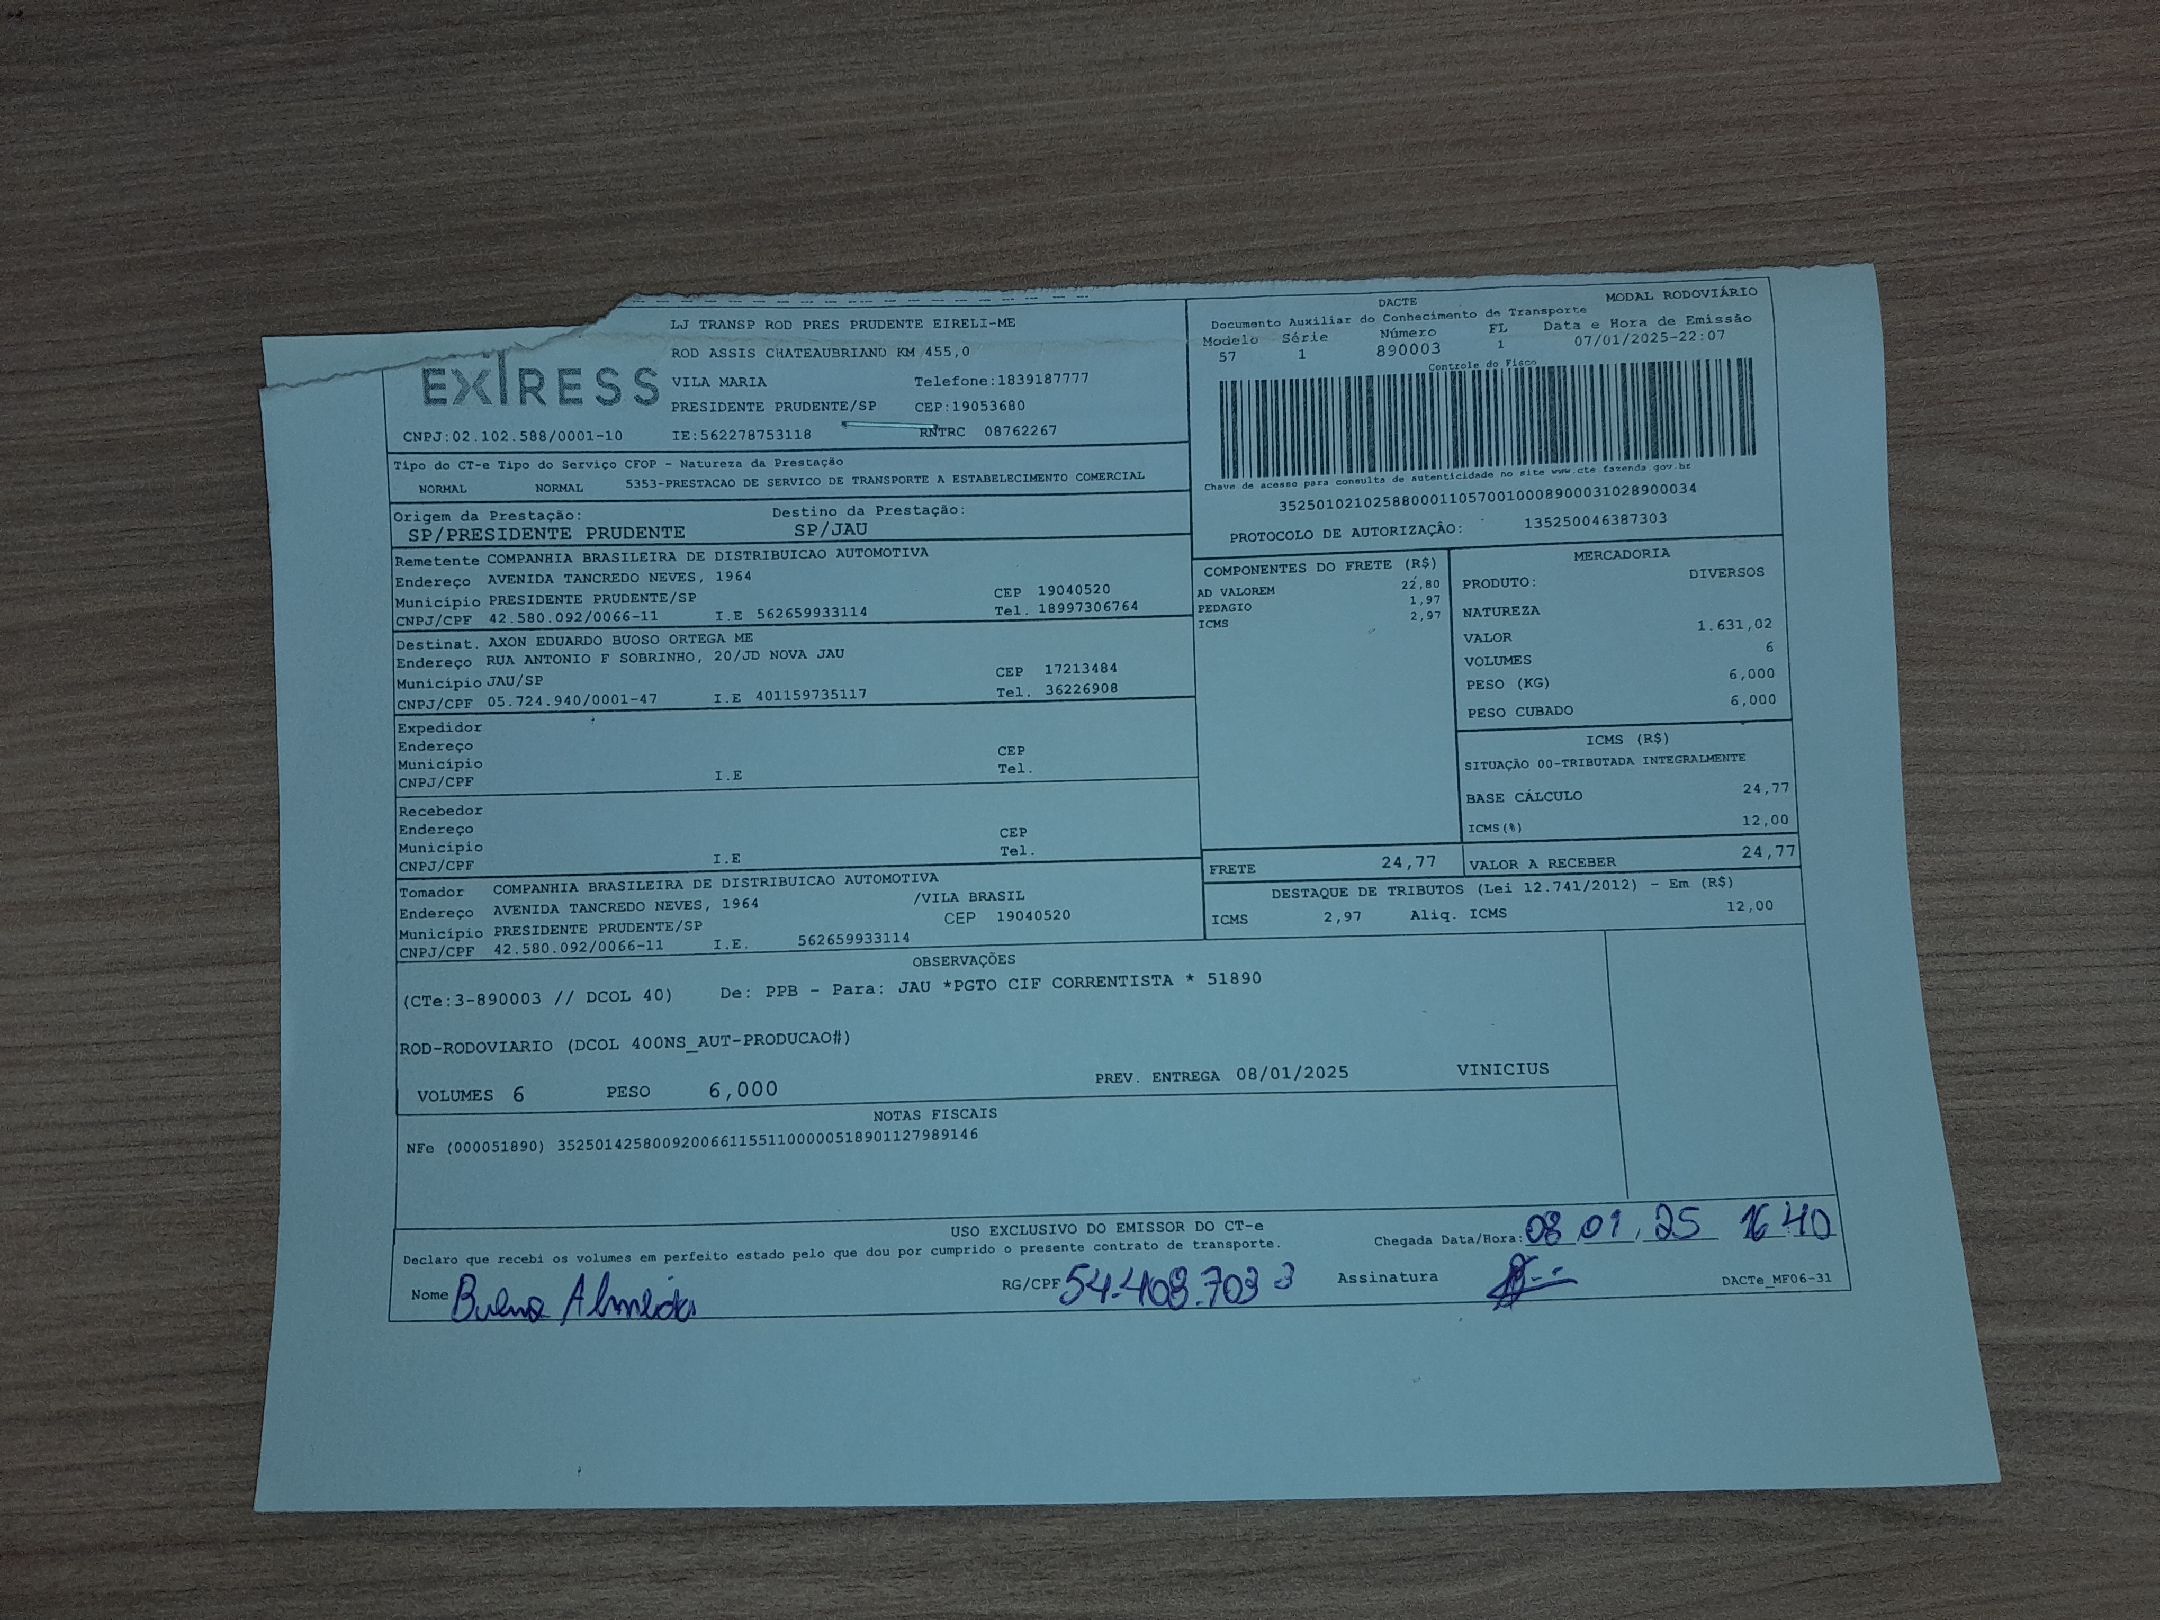 LJ TRANSP ROD PRES PRUDENTE EIRELI-ME
ROD ASSIS CHATEAUBRIAND KM 455,0
EXTRESS
VILA MARIA Telefone:1839187777
PRESIDENTE PRUDENTE/SP CEP:19053680
CNPJ:02.102.588/0001-10 IE:562278753118 RNTRC 08762267
DACTE MODAL RODOVIÁRIO
Documento Auxiliar do Conhecimento de Transporte
Modelo Série Número FL Data e Hora de Emissão
57 1 890003 1 07/01/2025-22:07
Controle do Fisco
Chave de acesso para consulta de autenticidade no site www.cte fazenda gov.br
35250102102588000110570010008900031028900034
PROTOCOLO DE AUTORIZAÇÂO: 135250046387303
Tipo do CT-e Tipo do Serviço CFOP - Natureza da Prestação
NORMAL NORMAL 5353-PRESTACAO DE SERVICO DE TRANSPORTE A ESTABELECIMENTO COMERCIAL
Origem da Prestação: Destino da Prestação:
SP/PRESIDENTE PRUDENTE SP/JAU
Remetente COMPANHIA BRASILEIRA DE DISTRIBUICAO AUTOMOTIVA
Endereço AVENIDA TANCREDO NEVES, 1964
Município PRESIDENTE PRUDENTE/SP CEP 19040520
CNPJ/CPF 42.580.092/0066-11 I.E 562659933114 Tel. 18997306764
Destinat. AXON EDUARDO BUOSO ORTEGA ME
Endereço RUA ANTONIO F SOBRINHO, 20/JD NOVA JAU
Município JAU/SP CEP 17213484
CNPJ/CPF 05.724.940/0001-47 I.E 401159735117 Tel. 36226908
Expedidor
Endereço
Município CEP
CNPJ/CPF I.E Tel.
Recebedor
Endereço
Município CEP
CNPJ/CPF I.E Tel.
Tomador COMPANHIA BRASILEIRA DE DISTRIBUICAO AUTOMOTIVA
Endereço AVENIDA TANCREDO NEVES, 1964 /VILA BRASIL
Município PRESIDENTE PRUDENTE/SP CEP 19040520
CNPJ/CPF 42.580.092/0066-11 I.E. 562659933114
COMPONENTES DO FRETE (R$)
AD VALOREM 22,80
PEDAGIO 1,97
ICMS 2,97
MERCADORIA
PRODUTO: DIVERSOS
NATUREZA
VALOR 1.631,02
VOLUMES 6
PESO (KG) 6,000
PESO CUBADO 6,000
ICMS (R$)
SITUAÇÃO 00-TRIBUTADA INTEGRALMENTE
BASE CÁLCULO 24,77
ICMS(%) 12,00
FRETE 24,77 VALOR A RECEBER 24,77
DESTAQUE DE TRIBUTOS (Lei 12.741/2012) - Em (R$)
ICMS 2,97 Aliq. ICMS 12,00
OBSERVAÇÕES
(CTe:3-890003 // DCOL 40) De: PPB - Para: JAU *PGTO CIF CORRENTISTA * 51890
ROD-RODOVIARIO (DCOL 400NS_AUT-PRODUCAO#)
VOLUMES 6 PESO 6,000 PREV. ENTREGA 08/01/2025 VINICIUS
NOTAS FISCAIS
NFe (000051890) 35250142580092006611551100000518901127989146
USO EXCLUSIVO DO EMISSOR DO CT-e
Declaro que recebi os volumes em perfeito estado pelo que dou por cumprido o presente contrato de transporte. Chegada Data/Hora: 08 01, 25 16 40
Nome Almeida RG/CPF 54.408.703 3 Assinatura DACTe_MF06-31